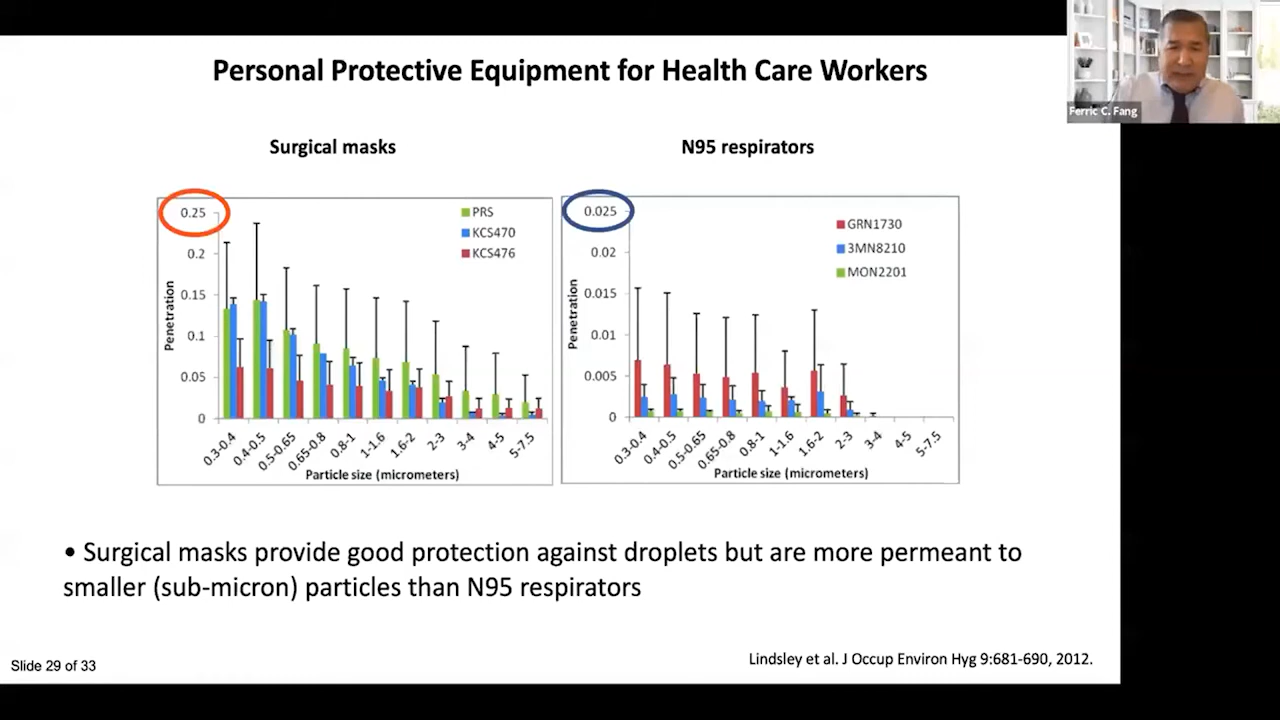 Personal Protective Equipment for Health Care Workers
Ferric C. Fang
Surgical masks
0.25
0.2
0.15
0.1
0.05
0
Penetration
PRS
KCS470
KCS476
0.3-0.4
0.4-0.5
0.5-0.65
0.65-0.8
0.8-1
1-1.6
1.6-2
2-3
3-4
4-5
5-7.5
Particle size (micrometers)
N95 respirators
0.025
0.02
0.015
0.01
0.005
0
Penetration
GRN1730
3MN8210
MON2201
0.3-0.4
0.4-0.5
0.5-0.65
0.65-0.8
0.8-1
1-1.6
1.6-2
2-3
3-4
4-5
5-7.5
Particle size (micrometers)
• Surgical masks provide good protection against droplets but are more permeant to
smaller (sub-micron) particles than N95 respirators
Slide 29 of 33
Lindsley et al. J Occup Environ Hyg 9:681-690, 2012.